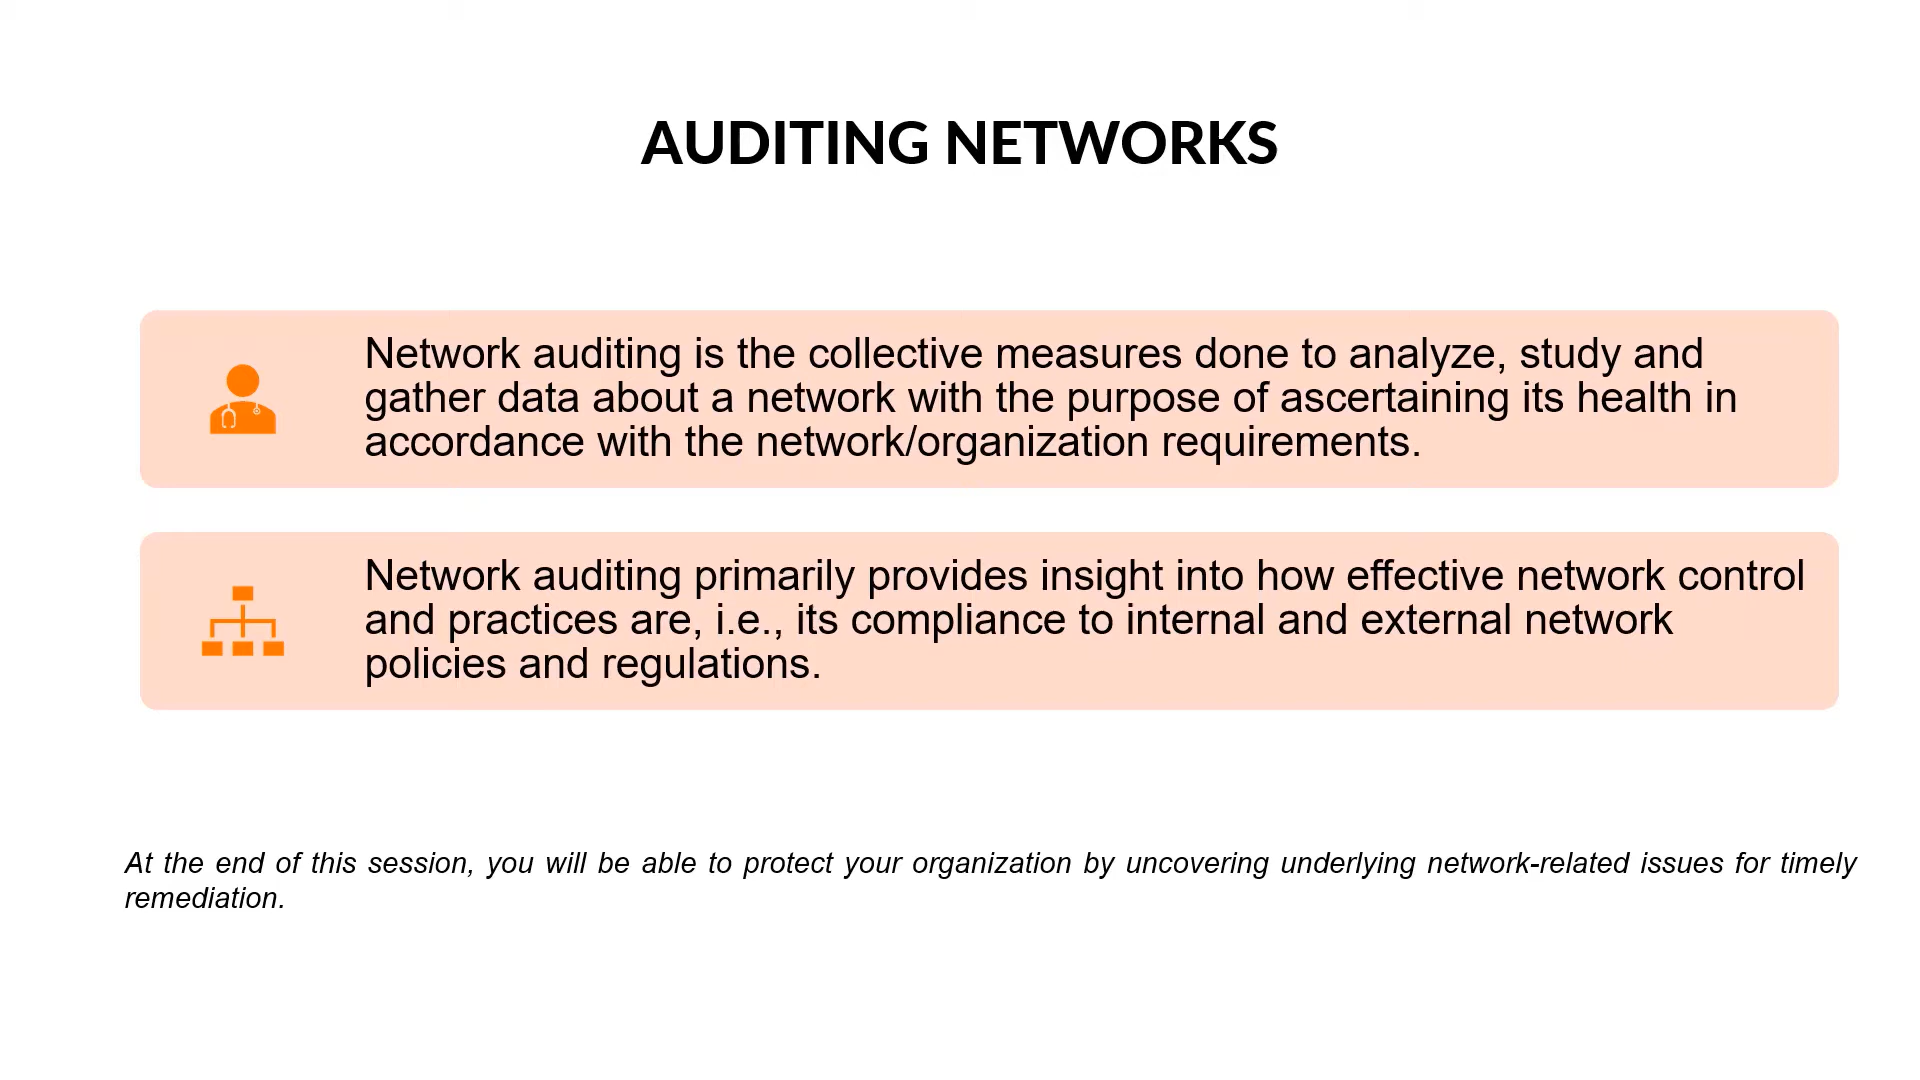 AUDITING NETWORKS
Network auditing is the collective measures done to analyze, study and
gather data about a network with the purpose of ascertaining its health in
accordance with the network/organization requirements.
Network auditing primarily provides insight into how effective network control
and practices are, i.e., its compliance to internal and external network
policies and regulations.
At the end of this session, you will be able to protect your organization by uncovering underlying network-related issues for timely
remediation.